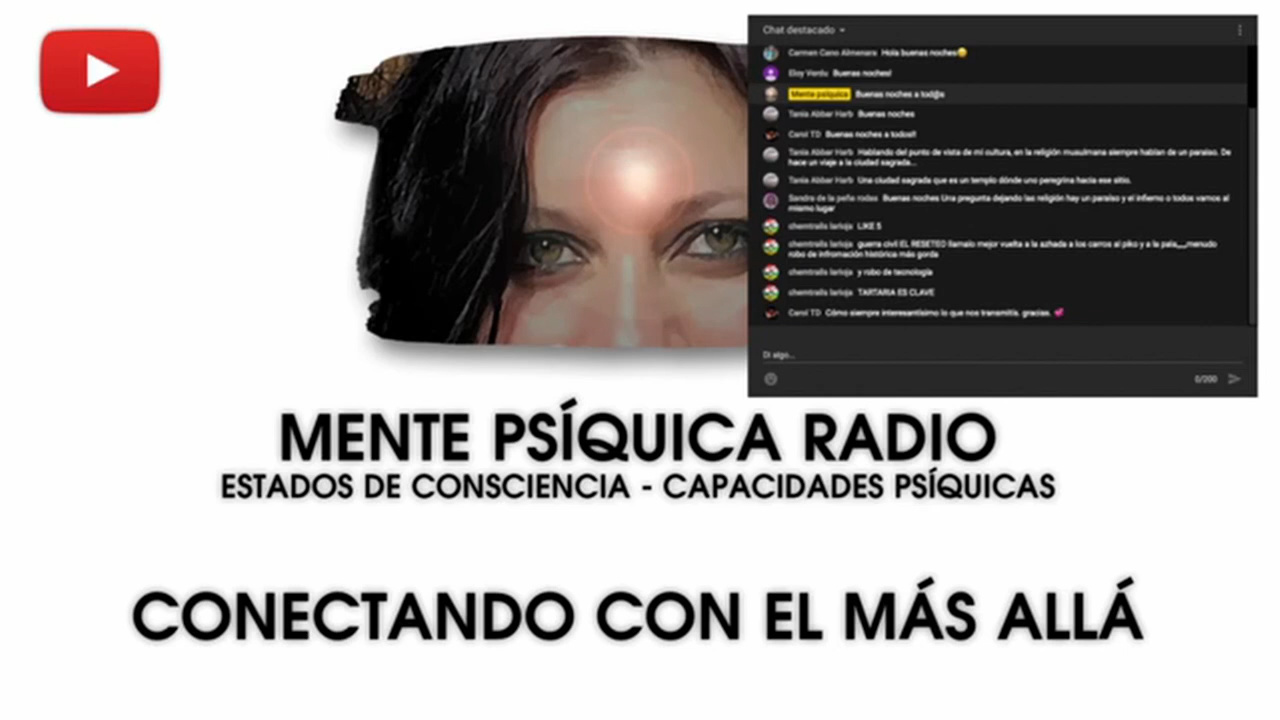 Chat destacado
Carmen Cano Almenara Hola buenas noches
Eloy Verdu Buenas noches!
Mente psíquica Buenas noches a tod@s
Tania Abbar Harb Buenas noches
Carol TD Buenas noches a todos!!
Tania Abbar Harb Hablando del punto de vista de mi cultura, en la religión musulmana siempre hablan de un paraíso. De
hace un viaje a la ciudad sagrada...
Tania Abbar Harb Una ciudad sagrada que es un templo dónde uno peregrina hacia ese sitio.
Sandra de la peña rodas Buenas noches Una pregunta dejando las religión hay un paraíso y el infierno o todos vamos al
mismo lugar
chemtrails larioja LIKE 5
chemtrails larioja guerra civil EL RESETEO llamalo mejor vuelta a la azhada a los carros al piko y a la pala,,,,menudo
robo de infromación histórica más gorda
chemtrails larioja y robo de tecnología
chemtrails larioja TARTARIA ES CLAVE
Carol TD Cómo siempre interesantísimo lo que nos transmitís. gracias.
Di algo...
0/200
MENTE PSÍQUICA RADIO
ESTADOS DE CONSCIENCIA - CAPACIDADES PSÍQUICAS
CONECTANDO CON EL MÁS ALLÁ